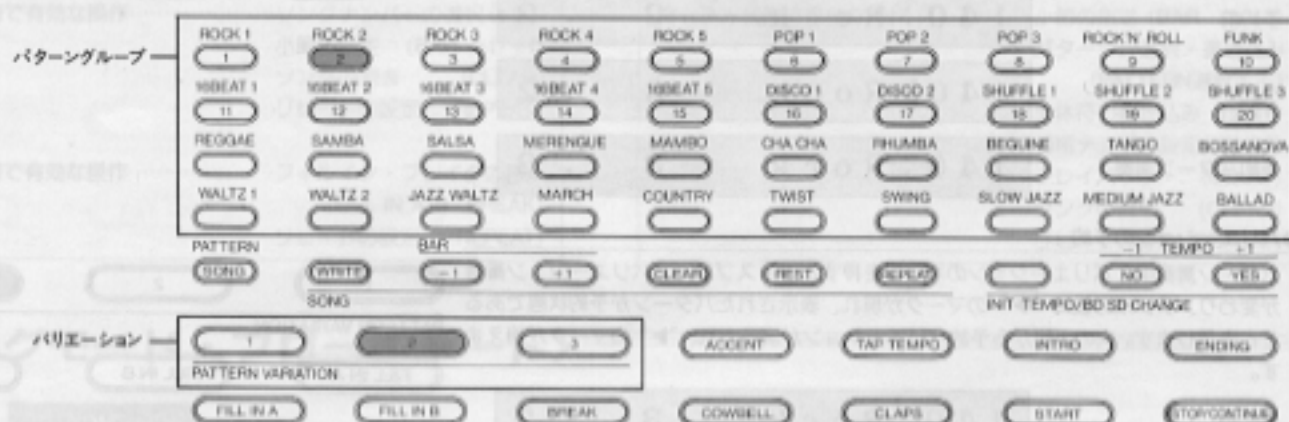 ROCK 1 ROCK 2 ROCK 3 ROCK 4 ROCK 5 POP 1 POP 2 POP 3 ROCK'N' ROLL FUNK
パターングループ
1 2 3 4 5 6 7 8 9 10
16BEAT 1 16BEAT 2 16BEAT 3 16BEAT 4 16BEAT 5 DISCO 1 DISCO 2 SHUFFLE 1 SHUFFLE 2 SHUFFLE 3
11 12 13 14 15 16 17 18 19 20
REGGAE SAMBA SALSA MERENGUE MAMBO CHA CHA RHUMBA BEGUINE TANGO BOSSANOVA
WALTZ 1 WALTZ 2 JAZZ WALTZ MARCH COUNTRY TWIST SWING SLOW JAZZ MEDIUM JAZZ BALLAD
PATTERN BAR -1 TEMPO +1
SONG WRITE -1 +1 CLEAR REST REPEAT NO YES
SONG INIT TEMPO/BD SD CHANGE
バリエーション
1 2 3 ACCENT TAP TEMPO INTRO ENDING
PATTERN VARIATION
FILL IN A FILL IN B BREAK COWBELL CLAPS START STOP/CONTINUE